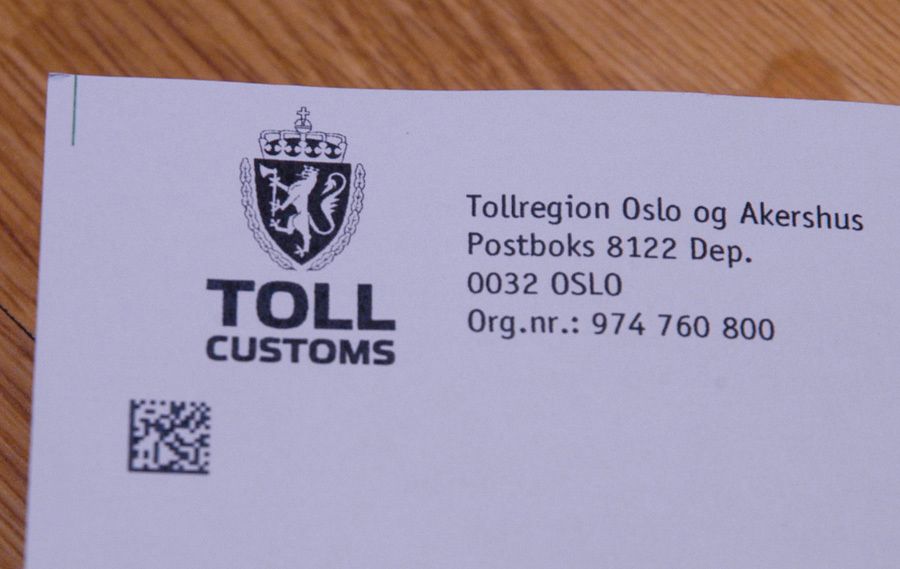 TOLL
CUSTOMS
Tollregion Oslo og Akershus
Postboks 8122 Dep.
0032 OSLO
Org.nr.: 974 760 800